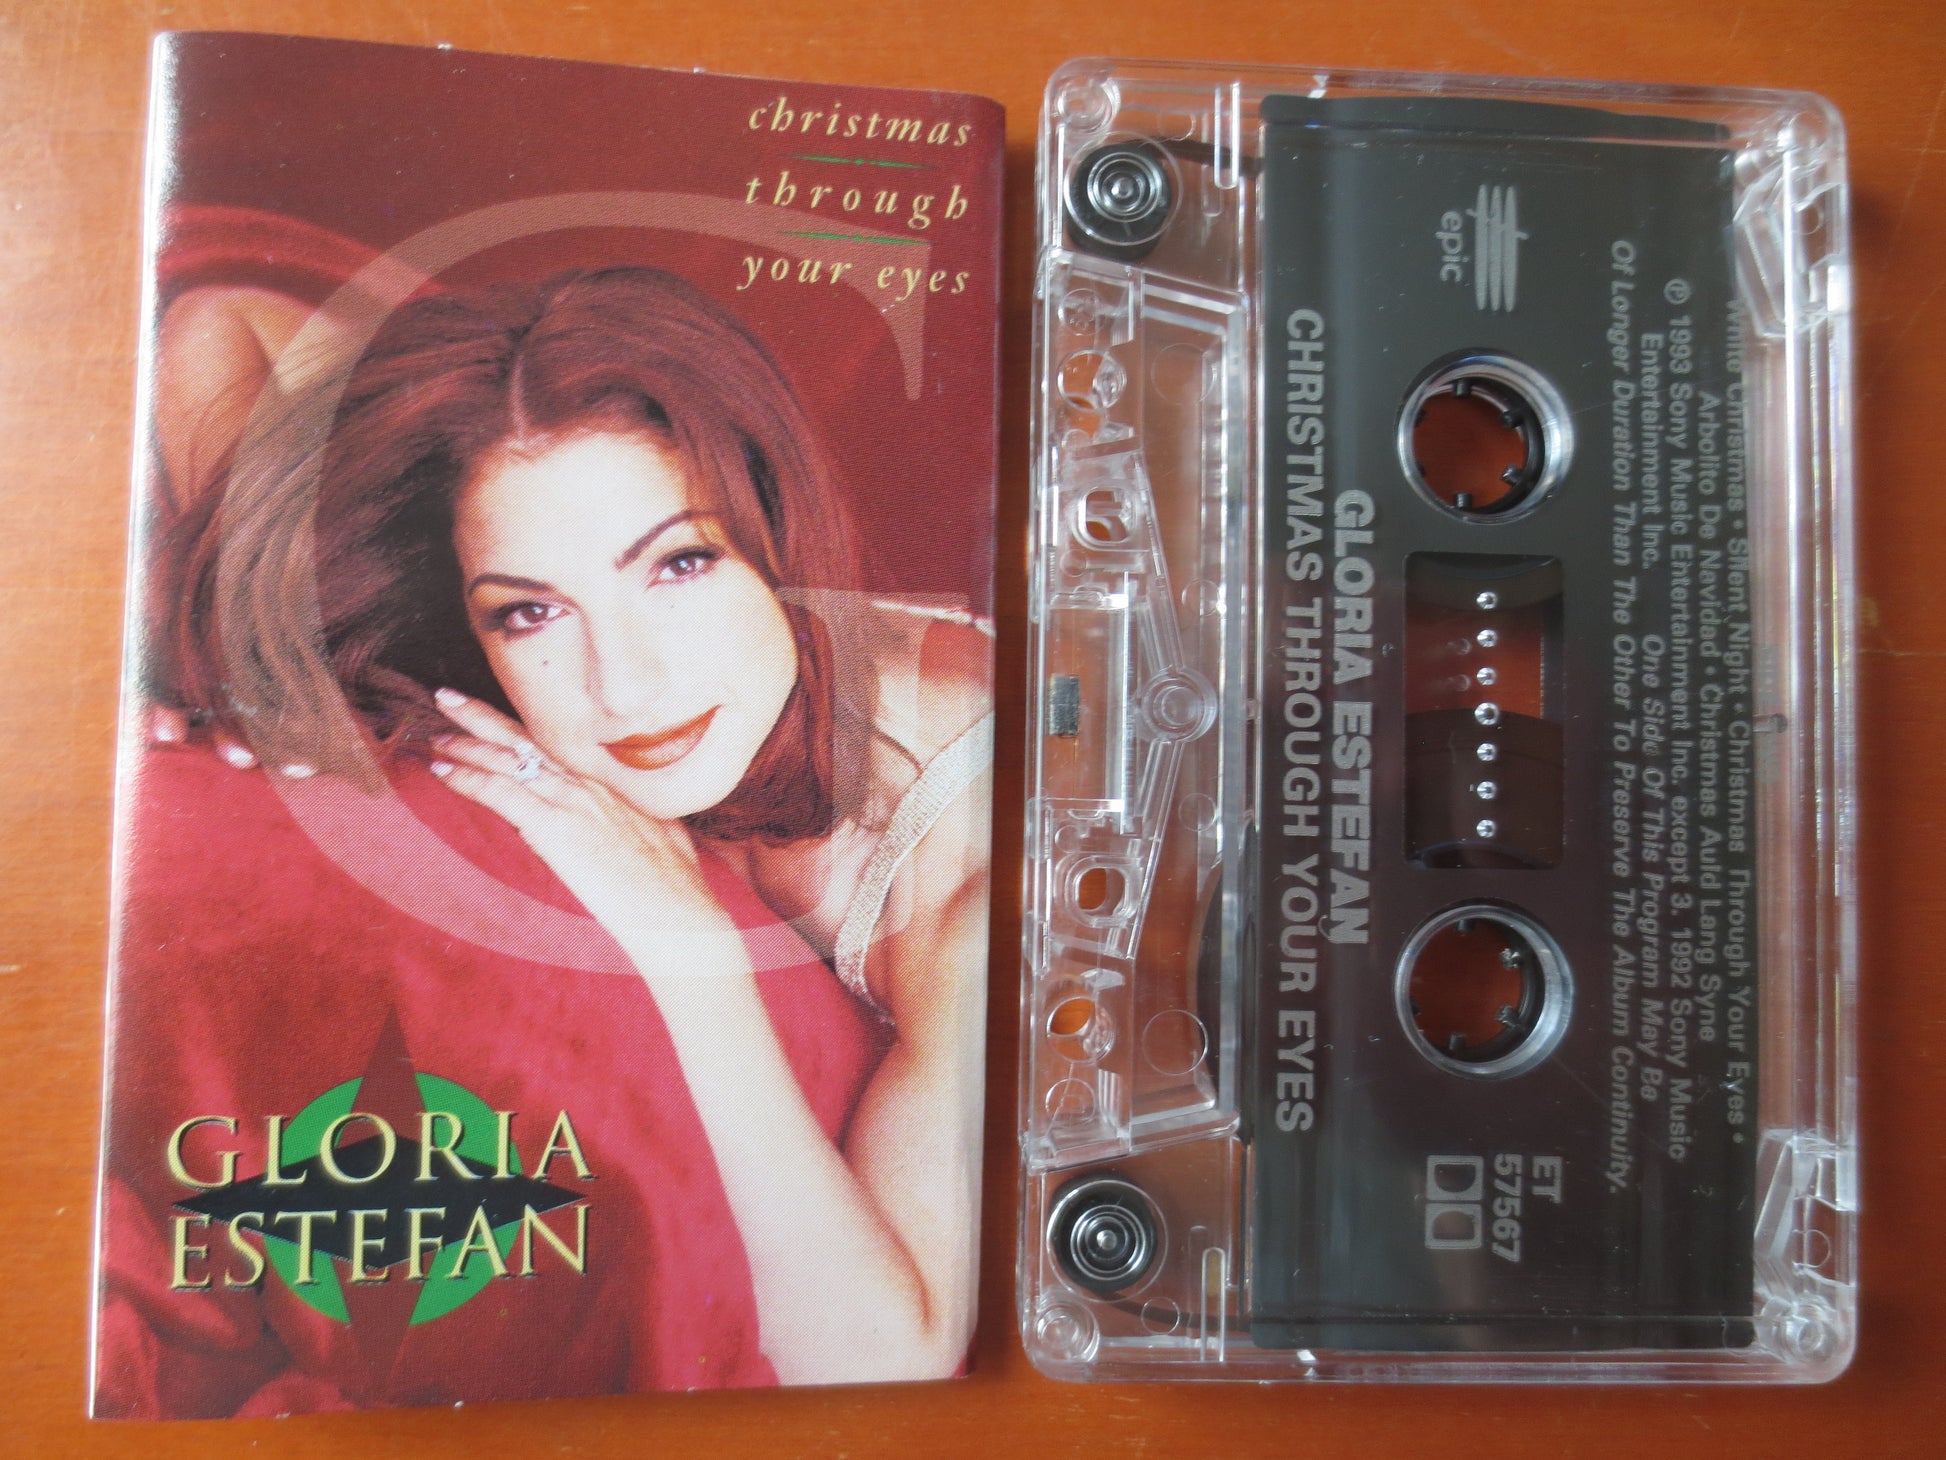 christmas
through
your eyes
GLORIA
ESTEFAN
epic
GLORIA ESTEFAN
CHRISTMAS THROUGH YOUR EYES
White Christmas • Silent Night • Christmas Through Your Eyes •
Arbolito De Navidad • Christmas Auld Lang Syne
℗ 1993 Sony Music Entertainment Inc. except 3. 1992 Sony Music
Entertainment Inc. One Side Of This Program May Be
Of Longer Duration Than The Other To Preserve The Album Continuity.
ET
57567